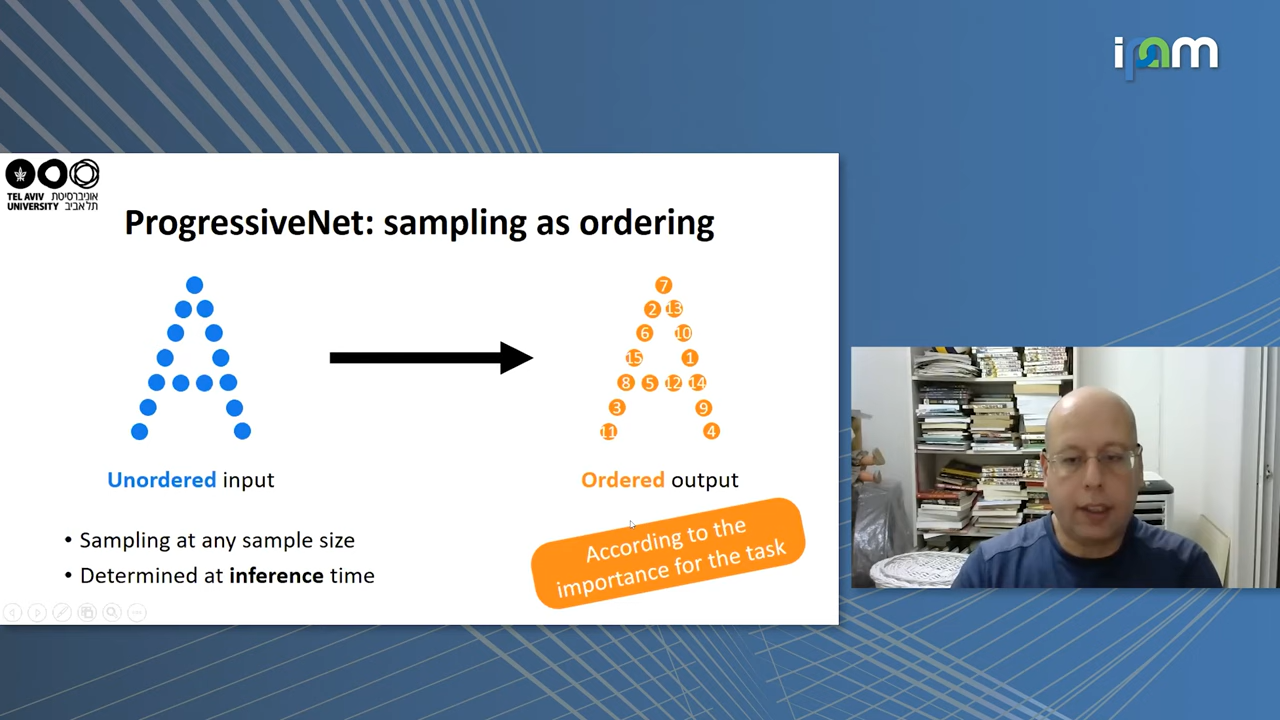 ipam
TEL AVIV אוניברסיטת
UNIVERSITY תל אביב
ProgressiveNet: sampling as ordering
7
2 13
6 10
15 1
8 5 12 14
3 9
11 4
Unordered input
Ordered output
• Sampling at any sample size
• Determined at inference time
According to the
importance for the task